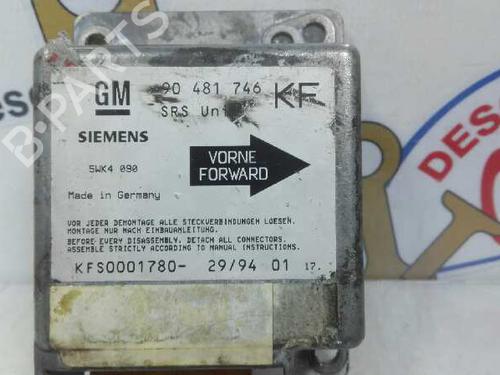 GM 90 481 746 KF
SRS Uni
SIEMENS
5WK4 090
VORNE
FORWARD
Made in Germany
VOR JEDER DEMONTAGE ALLE STECKVERBINDUNGEN LOESEN.
MONTAGE NUR NACH EINBAUANLEITUNG.
BEFORE EVERY DISASSEMBLY, DETACH ALL CONNECTORS.
ASSEMBLE STRICTLY ACCORDING TO MANUAL INSTRUCTIONS.
KFS0001780- 29/94 01 17.
B-PARTS
DES